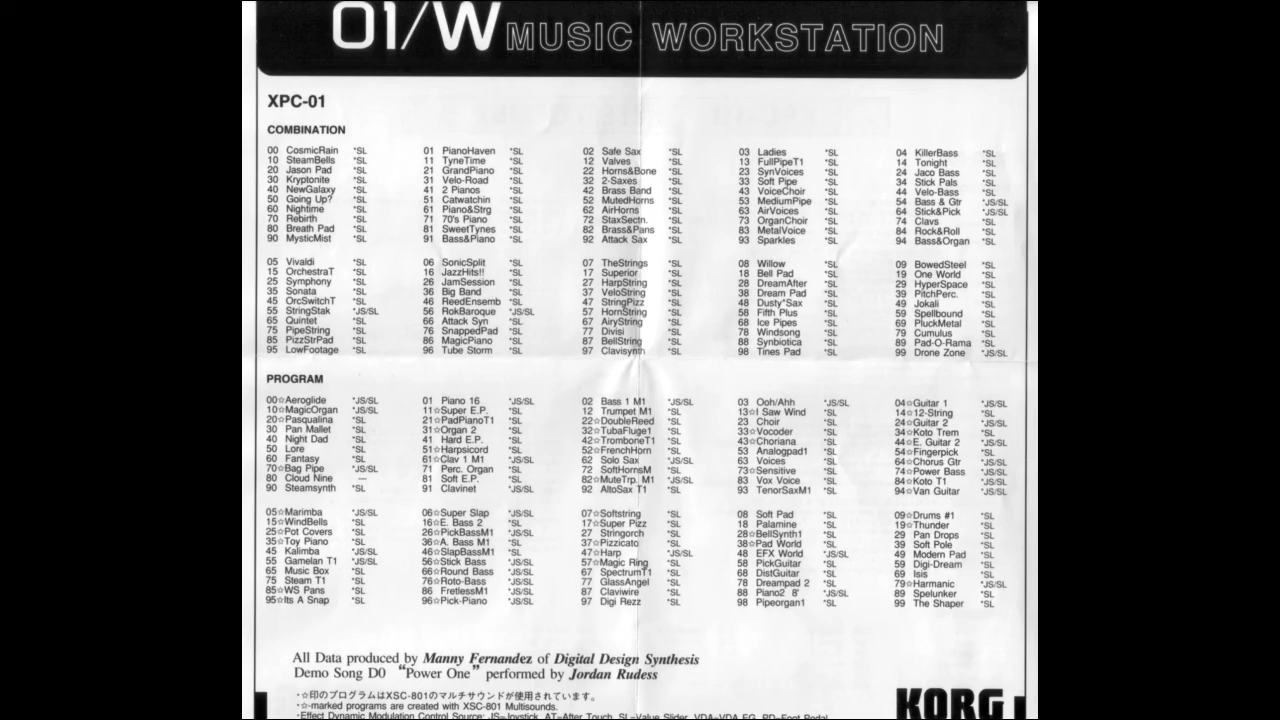 01/W MUSIC WORKSTATION
XPC-01
COMBINATION
00 CosmicRain *SL 01 PianoHaven *SL 02 Safe Sax *SL 03 Ladies *SL 04 KillerBass *SL
10 SteamBells *SL 11 TyneTime *SL 12 Valves *SL 13 FullPipeT1 *SL 14 Tonight *SL
20 Jason Pad *SL 21 GrandPiano *SL 22 Horns&Bone *SL 23 SynVoices *SL 24 Jaco Bass *SL
30 Kryptonite *SL 31 Velo-Road *SL 32 2-Saxes *SL 33 Soft Pipe *SL 34 Stick Pals *SL
40 NewGalaxy *SL 41 2 Pianos *SL 42 Brass Band *SL 43 VoiceChoir *SL 44 Velo-Bass *SL
50 Going Up? *SL 51 Catwatchin *SL 52 MutedHorns *SL 53 MediumPipe *SL 54 Bass & Gtr *JS/SL
60 Nightime *SL 61 Piano&Strg *SL 62 AirHorns *SL 63 AirVoices *SL 64 Stick&Pick *JS/SL
70 Rebirth *SL 71 70's Piano *SL 72 StaxSectn. *SL 73 OrganChoir *SL 74 Clavs *SL
80 Breath Pad *SL 81 SweetTynes *SL 82 Brass&Pans *SL 83 MetalVoice *SL 84 Rock&Roll *SL
90 MysticMist *SL 91 Bass&Piano *SL 92 Attack Sax *SL 93 Sparkles *SL 94 Bass&Organ *SL
05 Vivaldi *SL 06 SonicSplit *SL 07 TheStrings *SL 08 Willow *SL 09 BowedSteel *SL
15 OrchestraT *SL 16 JazzHits!! *SL 17 Superior *SL 18 Bell Pad *SL 19 One World *SL
25 Symphony *SL 26 JamSession *SL 27 HarpString *SL 28 DreamAfter *SL 29 HyperSpace *SL
35 Sonata *SL 36 Big Band *SL 37 VeloString *SL 38 Dream Pad *SL 39 PitchPerc. *SL
45 OrcSwitchT *SL 46 ReedEnsemb *SL 47 StringPizz *SL 48 Dusty*Sax *SL 49 Jokali *SL
55 StringStak *JS/SL 56 RokBaroque *JS/SL 57 HornString *SL 58 Fifth Plus *SL 59 Spellbound *SL
65 Quintet *SL 66 Attack Syn *SL 67 AiryString *SL 68 Ice Pipes *SL 69 PluckMetal *SL
75 PipeString *SL 76 SnappedPad *SL 77 Divisi *SL 78 Windsong *SL 79 Cumulus *SL
85 PizzStrPad *SL 86 MagicPiano *SL 87 BellString *SL 88 Synbiotica *SL 89 Pad-O-Rama *SL
95 LowFootage *SL 96 Tube Storm *SL 97 Clavisynth *SL 98 Tines Pad *SL 99 Drone Zone *JS/SL
PROGRAM
00☆Aeroglide *JS/SL 01 Piano 16 *JS/SL 02 Bass 1 M1 *JS/SL 03 Ooh/Ahh *JS/SL 04☆Guitar 1 *JS/SL
10☆MagicOrgan *JS/SL 11☆Super E.P. *SL 12 Trumpet M1 *SL 13☆I Saw Wind *SL 14☆12-String *SL
20☆Pasqualina *SL 21☆PadPianoT1 *SL 22☆DoubleReed *SL 23 Choir *SL 24☆Guitar 2 *JS/SL
30 Pan Mallet *SL 31☆Organ 2 *SL 32☆TubaFluge1 *SL 33☆Vocoder *SL 34☆Koto Trem *SL
40 Night Dad *SL 41 Hard E.P. *SL 42☆TromboneT1 *SL 43☆Choriana *SL 44☆E. Guitar 2 *JS/SL
50 Lore *SL 51☆Harpsicord *SL 52☆FrenchHorn *SL 53 Analogpad1 *SL 54☆Fingerpick *SL
60 Fantasy *SL 61☆Clav 1 M1 *JS/SL 62 Solo Sax *JS/SL 63 Voices *SL 64☆Chorus Gtr *JS/SL
70☆Bag Pipe *JS/SL 71 Perc. Organ *SL 72 SoftHornsM *SL 73☆Sensitive *SL 74☆Power Bass *JS/SL
80 Cloud Nine — 81 Soft E.P. *SL 82☆MuteTrp. M1 *JS/SL 83 Vox Voice *SL 84☆Koto T1 *JS/SL
90 Steamsynth *SL 91 Clavinet *JS/SL 92 AltoSax T1 *SL 93 TenorSaxM1 *SL 94☆Van Guitar *JS/SL
05☆Marimba *JS/SL 06☆Super Slap *JS/SL 07☆Softstring *SL 08 Soft Pad *SL 09☆Drums #1 *SL
15☆WindBells *SL 16☆E. Bass 2 *SL 17☆Super Pizz *SL 18 Palamine *SL 19☆Thunder *SL
25☆Pot Covers *SL 26☆PickBassM1 *JS/SL 27 Stringorch *SL 28☆BellSynth1 *SL 29 Pan Drops *SL
35☆Toy Piano *SL 36☆A. Bass M1 *SL 37☆Pizzicato *SL 38☆Pad World *SL 39 Soft Pole *SL
45 Kalimba *JS/SL 46☆SlapBassM1 *SL 47☆Harp *JS/SL 48 EFX World *JS/SL 49 Modern Pad *SL
55 Gamelan T1 *JS/SL 56☆Stick Bass *JS/SL 57☆Magic Ring *SL 58 PickGuitar *SL 59 Digi-Dream *SL
65 Music Box *SL 66☆Round Bass *JS/SL 67 SpectrumT1 *SL 68 DistGuitar *SL 69 Isis *SL
75 Steam T1 *SL 76☆Roto-Bass *JS/SL 77 GlassAngel *SL 78 Dreampad 2 *SL 79☆Harmanic *JS/SL
85☆WS Pans *SL 86 FretlessM1 *JS/SL 87 Claviwire *SL 88 Piano2 8' *JS/SL 89 Spelunker *SL
95☆Its A Snap *SL 96☆Pick-Piano *JS/SL 97 Digi Rezz *SL 98 Pipeorgan1 *SL 99 The Shaper *SL
All Data produced by Manny Fernandez of Digital Design Synthesis
Demo Song D0 “Power One” performed by Jordan Rudess
・☆印のプログラムはXSC-801のマルチサウンドが使用されています。
・☆-marked programs are created with XSC-801 Multisounds.
・*Effect Dynamic Modulation Control Source: JS=Joystick, AT=After Touch, SL=Value Slider, VDA=VDA EG, PD=Foot Pedal
KORG